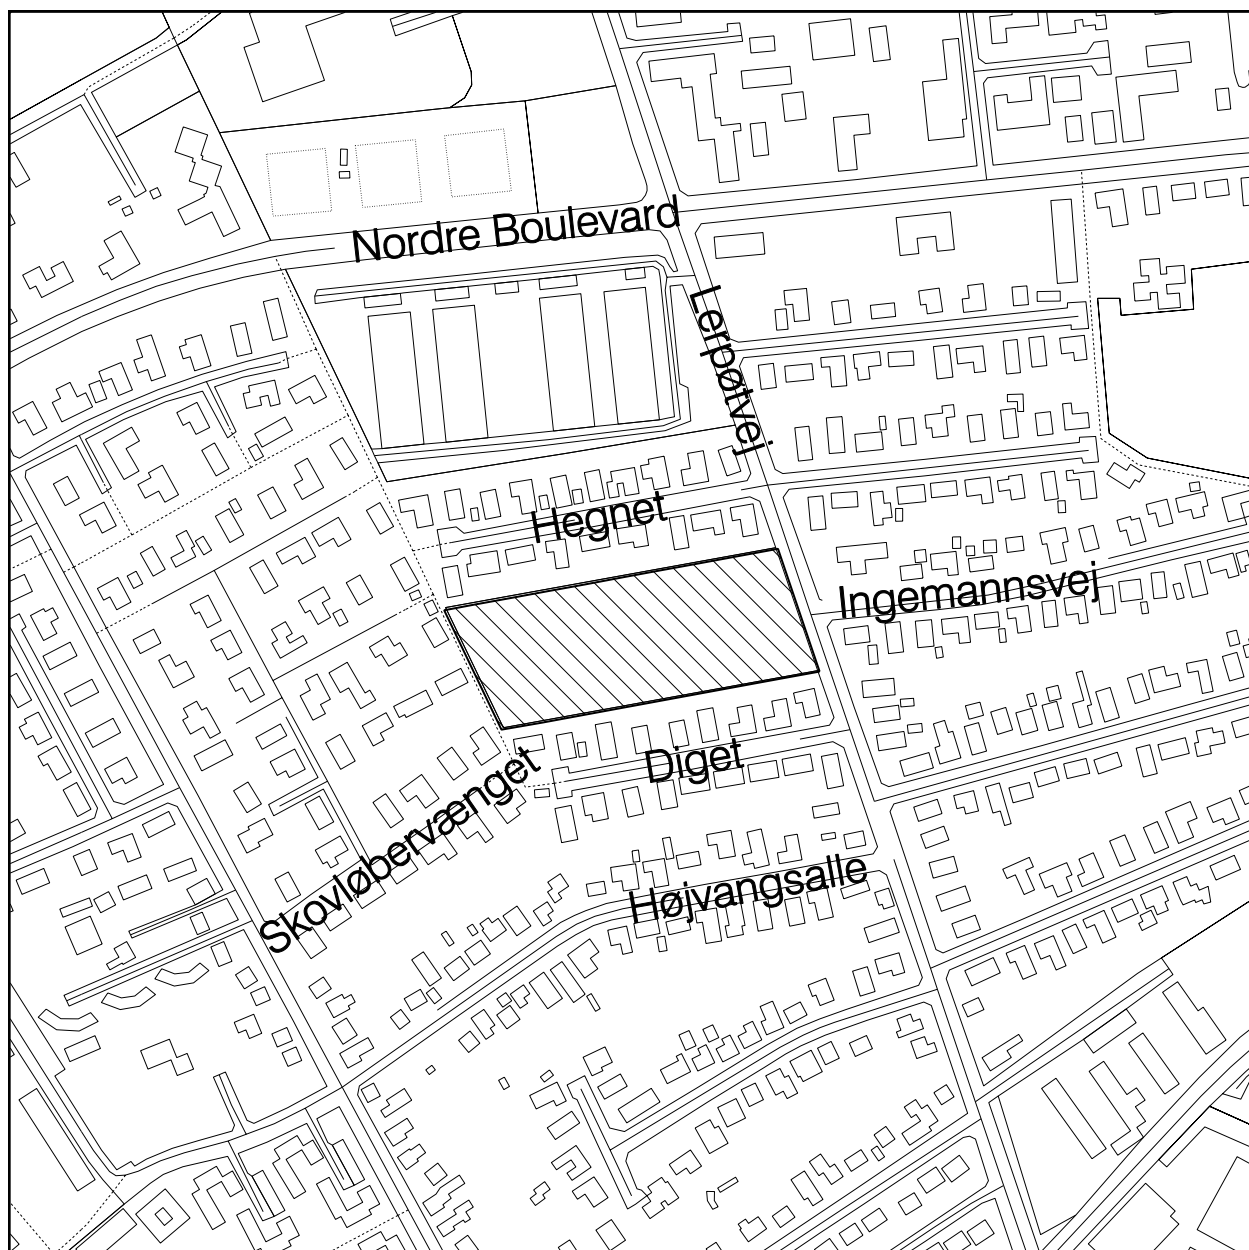 Nordre Boulevard
Lerpøtvej
Hegnet
Ingemannsvej
Diget
Skovløbervænget
Højvangsalle